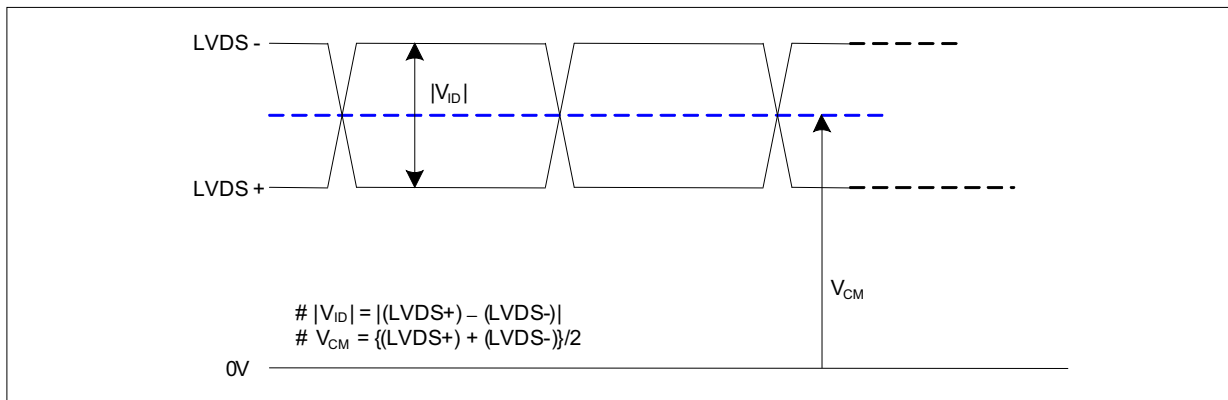 LVDS -
|VID|
LVDS +
VCM
# |VID| = |(LVDS+) – (LVDS-)|
# VCM = {(LVDS+) + (LVDS-)}/2
0V